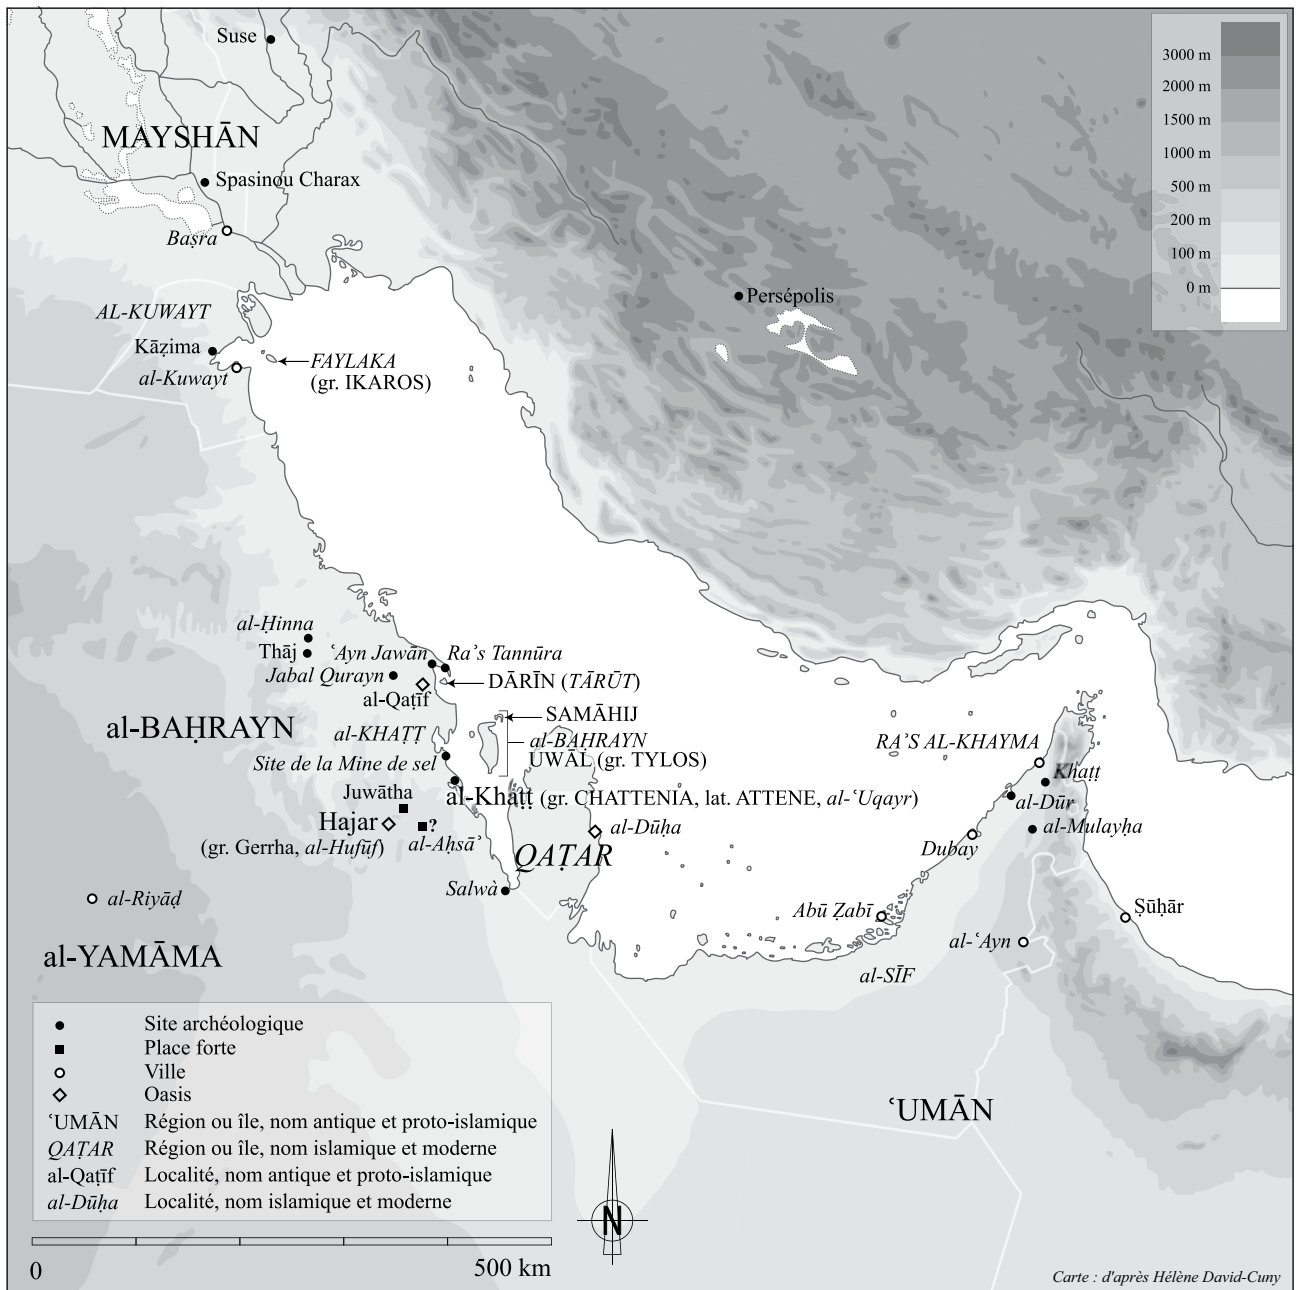 Suse
MAYSHĀN
Spasinou Charax
Baṣra
3000 m
2000 m
1500 m
1000 m
500 m
200 m
100 m
0 m
Persépolis
AL-KUWAYT
Kāẓima
al-Kuwayt
FAYLAKA
(gr. IKAROS)
al-Ḥinna
Thāj
ʿAyn Jawān
Ra's Tannūra
Jabal Qurayn
DĀRĪN (TĀRŪT)
al-Qaṭīf
al-BAḤRAYN
SAMĀHIJ
al-KHAṬṬ
al-BAḤRAYN
UWĀL (gr. TYLOS)
Site de la Mine de sel
al-Khaṭṭ (gr. CHATTENIA, lat. ATTENE, al-ʿUqayr)
Juwātha
Hajar
(gr. Gerrha, al-Hufūf)
?
al-Aḥsāʾ
al-Dūḥa
QAṬAR
Salwà
RA'S AL-KHAYMA
Khaṭṭ
al-Dūr
al-Mulayḥa
Dubay
Abū Ẓabī
Ṣūḥār
al-ʿAyn
al-SĪF
al-Riyāḍ
al-YAMĀMA
ʿUMĀN
Site archéologique
Place forte
Ville
Oasis
ʿUMĀN Région ou île, nom antique et proto-islamique
QAṬAR Région ou île, nom islamique et moderne
al-Qaṭīf Localité, nom antique et proto-islamique
al-Dūḥa Localité, nom islamique et moderne
0 500 km
N
Carte : d'après Hélène David-Cuny